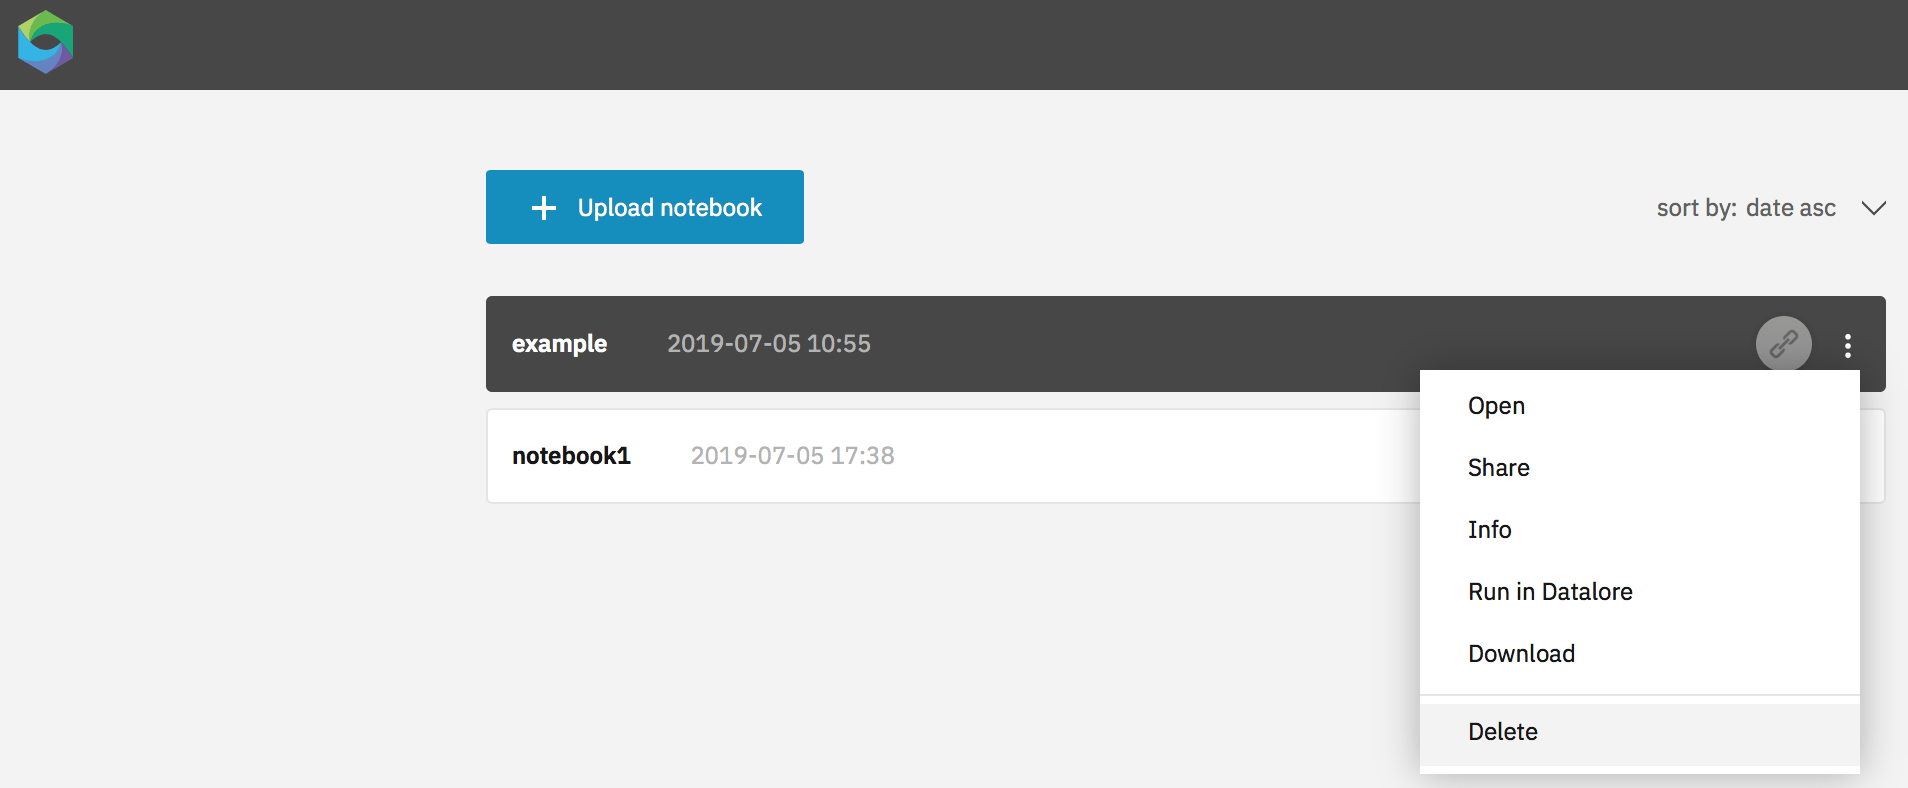 Upload notebook
sort by: date asc
example 2019-07-05 10:55
notebook1 2019-07-05 17:38
Open
Share
Info
Run in Datalore
Download
Delete